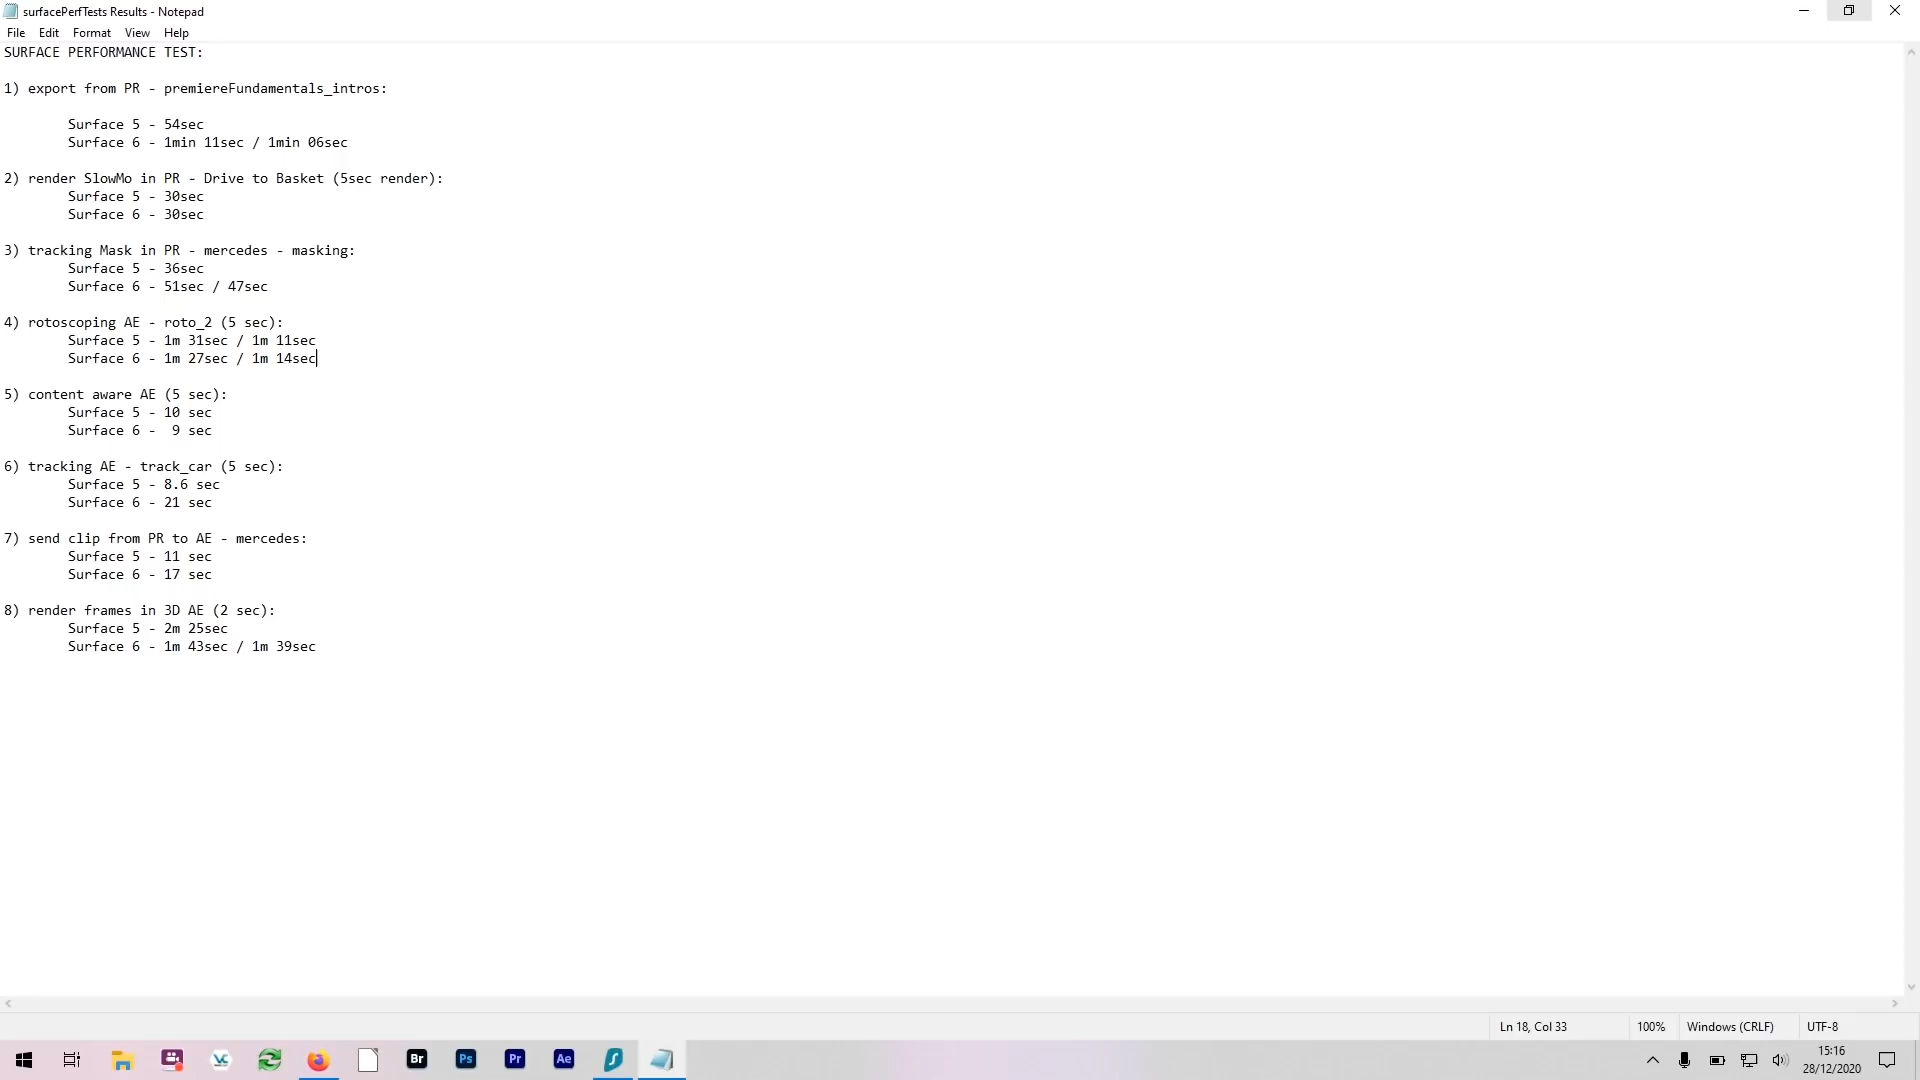 surfacePerfTests Results - Notepad
File Edit Format View Help
SURFACE PERFORMANCE TEST:
1) export from PR - premiereFundamentals_intros:
Surface 5 - 54sec
Surface 6 - 1min 11sec / 1min 06sec
2) render SlowMo in PR - Drive to Basket (5sec render):
Surface 5 - 30sec
Surface 6 - 30sec
3) tracking Mask in PR - mercedes - masking:
Surface 5 - 36sec
Surface 6 - 51sec / 47sec
4) rotoscoping AE - roto_2 (5 sec):
Surface 5 - 1m 31sec / 1m 11sec
Surface 6 - 1m 27sec / 1m 14sec
5) content aware AE (5 sec):
Surface 5 - 10 sec
Surface 6 -  9 sec
6) tracking AE - track_car (5 sec):
Surface 5 - 8.6 sec
Surface 6 - 21 sec
7) send clip from PR to AE - mercedes:
Surface 5 - 11 sec
Surface 6 - 17 sec
8) render frames in 3D AE (2 sec):
Surface 5 - 2m 25sec
Surface 6 - 1m 43sec / 1m 39sec
Ln 18, Col 33 100% Windows (CRLF) UTF-8
Br Ps Pr Ae
15:16
28/12/2020